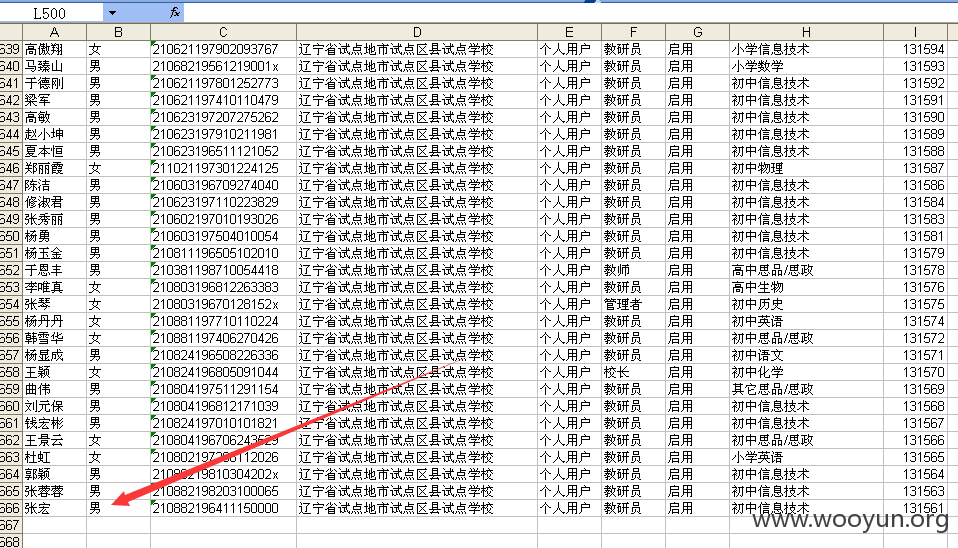 L500 fx
A B C D E F G H I
639 高傲翔 女 210621197902093767 辽宁省试点地市试点区县试点学校 个人用户 教研员 启用 小学信息技术 131594
640 马臻山 男 21068219561219001x 辽宁省试点地市试点区县试点学校 个人用户 教研员 启用 小学数学 131593
641 于德刚 男 210621197801252773 辽宁省试点地市试点区县试点学校 个人用户 教研员 启用 初中信息技术 131592
642 梁军 男 210621197410110479 辽宁省试点地市试点区县试点学校 个人用户 教研员 启用 初中信息技术 131591
643 高敏 男 210623197207275262 辽宁省试点地市试点区县试点学校 个人用户 教研员 启用 初中信息技术 131590
644 赵小坤 男 210623197910211981 辽宁省试点地市试点区县试点学校 个人用户 教研员 启用 初中信息技术 131589
645 夏本恒 男 210623196511121052 辽宁省试点地市试点区县试点学校 个人用户 教研员 启用 初中信息技术 131588
646 郑丽霞 女 211021197301224125 辽宁省试点地市试点区县试点学校 个人用户 教研员 启用 初中物理 131587
647 陈洁 男 210603196709274040 辽宁省试点地市试点区县试点学校 个人用户 教研员 启用 初中信息技术 131586
648 修淑君 男 210623197110223829 辽宁省试点地市试点区县试点学校 个人用户 教研员 启用 初中信息技术 131584
649 张秀丽 男 210602197010193026 辽宁省试点地市试点区县试点学校 个人用户 教研员 启用 初中信息技术 131583
650 杨勇 男 210603197504010054 辽宁省试点地市试点区县试点学校 个人用户 教研员 启用 初中信息技术 131581
651 杨玉金 男 210811196505102010 辽宁省试点地市试点区县试点学校 个人用户 教研员 启用 初中信息技术 131579
652 于恩丰 男 210381198710054418 辽宁省试点地市试点区县试点学校 个人用户 教师 启用 高中思品/思政 131578
653 李唯真 女 210803196812263383 辽宁省试点地市试点区县试点学校 个人用户 教研员 启用 高中生物 131576
654 张琴 女 21080319670128152x 辽宁省试点地市试点区县试点学校 个人用户 管理者 启用 初中历史 131575
655 杨丹丹 女 210881197710110224 辽宁省试点地市试点区县试点学校 个人用户 教研员 启用 初中英语 131574
656 韩雪华 女 210881197406270426 辽宁省试点地市试点区县试点学校 个人用户 教研员 启用 初中思品/思政 131572
657 杨显成 男 210824196508226336 辽宁省试点地市试点区县试点学校 个人用户 教研员 启用 初中语文 131571
658 王颖 女 210824196805091044 辽宁省试点地市试点区县试点学校 个人用户 校长 启用 初中化学 131570
659 曲伟 男 210804197511291154 辽宁省试点地市试点区县试点学校 个人用户 教研员 启用 其它思品/思政 131569
660 刘元保 男 210804196812171039 辽宁省试点地市试点区县试点学校 个人用户 教研员 启用 初中信息技术 131568
661 钱宏彬 男 210824197010101821 辽宁省试点地市试点区县试点学校 个人用户 教研员 启用 初中信息技术 131567
662 王景云 女 辽宁省试点地市试点区县试点学校 个人用户 教研员 启用 初中思品/思政 131566
663 杜虹 女 辽宁省试点地市试点区县试点学校 个人用户 教研员 启用 小学英语 131565
664 郭颖 男 辽宁省试点地市试点区县试点学校 个人用户 教研员 启用 初中信息技术 131564
665 张蓉蓉 男 210882198203100065 辽宁省试点地市试点区县试点学校 个人用户 教研员 启用 初中信息技术 131563
666 张宏 男 210882196411150000 辽宁省试点地市试点区县试点学校 个人用户 教研员 启用 初中信息技术 131561
667
668
www.wooyun.org